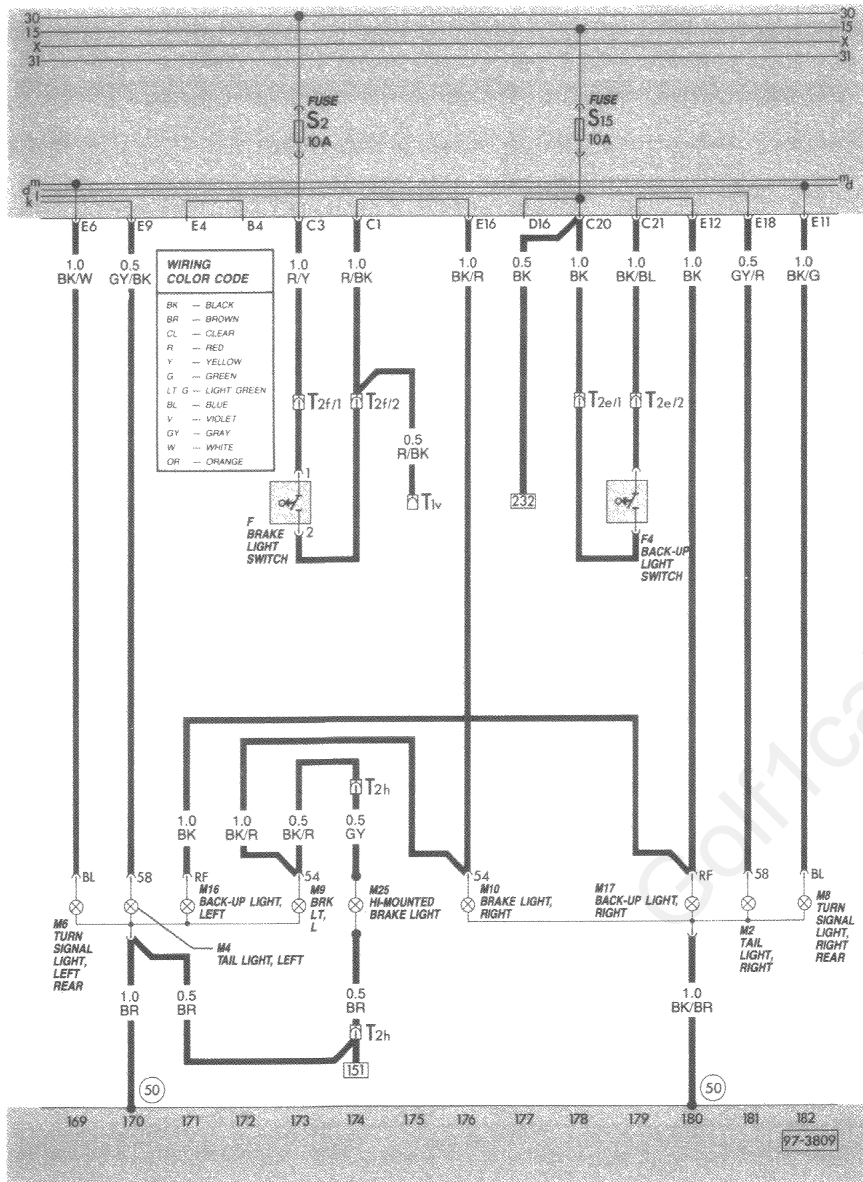 30 30
15 15
X X
31 31
FUSE
S2
10A
FUSE
S15
10A
m m
d d
l
k
E6 E9 E4 B4 C3 C1 E16 D16 C20 C21 E12 E18 E11
1.0
BK/W
0.5
GY/BK
1.0
R/Y
1.0
R/BK
1.0
BK/R
0.5
BK
1.0
BK
1.0
BK/BL
1.0
BK
0.5
GY/R
1.0
BK/G
WIRING
COLOR CODE
BK — BLACK
BR — BROWN
CL — CLEAR
R — RED
Y — YELLOW
G — GREEN
LT G — LIGHT GREEN
BL — BLUE
V — VIOLET
GY — GRAY
W — WHITE
OR — ORANGE
T2f/1
T2f/2
T2e/1
T2e/2
0.5
R/BK
T1v
1
2
F
BRAKE
LIGHT
SWITCH
232
F4
BACK-UP
LIGHT
SWITCH
T2h
1.0
BK
1.0
BK/R
0.5
BK/R
0.5
GY
BL 58 RF 54 54 RF 58 BL
M6
TURN
SIGNAL
LIGHT,
LEFT
REAR
M4
TAIL LIGHT, LEFT
M16
BACK-UP LIGHT,
LEFT
M9
BRK
LT,
L
M25
HI-MOUNTED
BRAKE LIGHT
M10
BRAKE LIGHT,
RIGHT
M17
BACK-UP LIGHT,
RIGHT
M2
TAIL
LIGHT,
RIGHT
M8
TURN
SIGNAL
LIGHT,
RIGHT
REAR
1.0
BR
0.5
BR
0.5
BR
T2h
151
1.0
BK/BR
50
50
169 170 171 172 173 174 175 176 177 178 179 180 181 182
97-3809